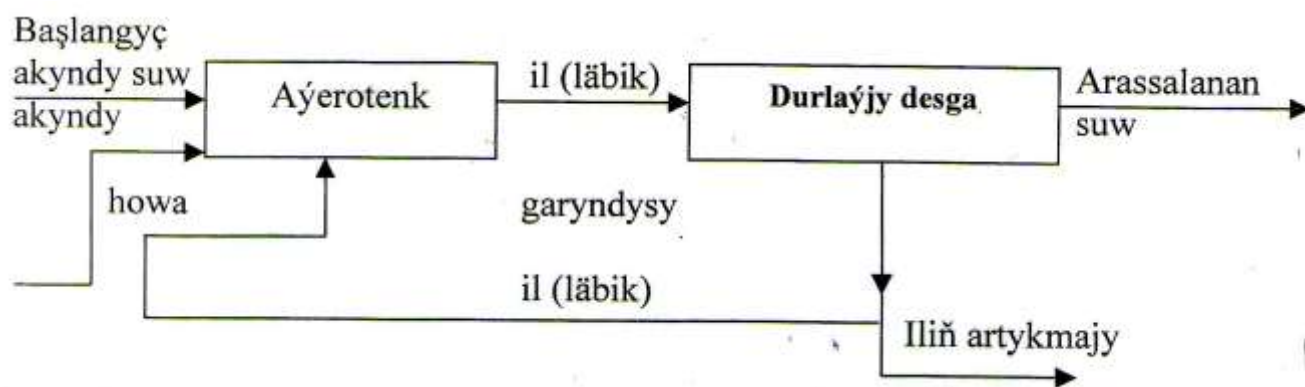 Başlangyç
akyndy suw
akyndy
Aýerotenk
il (läbik)
Durlaýjy desga
Arassalanan
suw
howa
garyndysy
il (läbik)
Iliň artykmajy